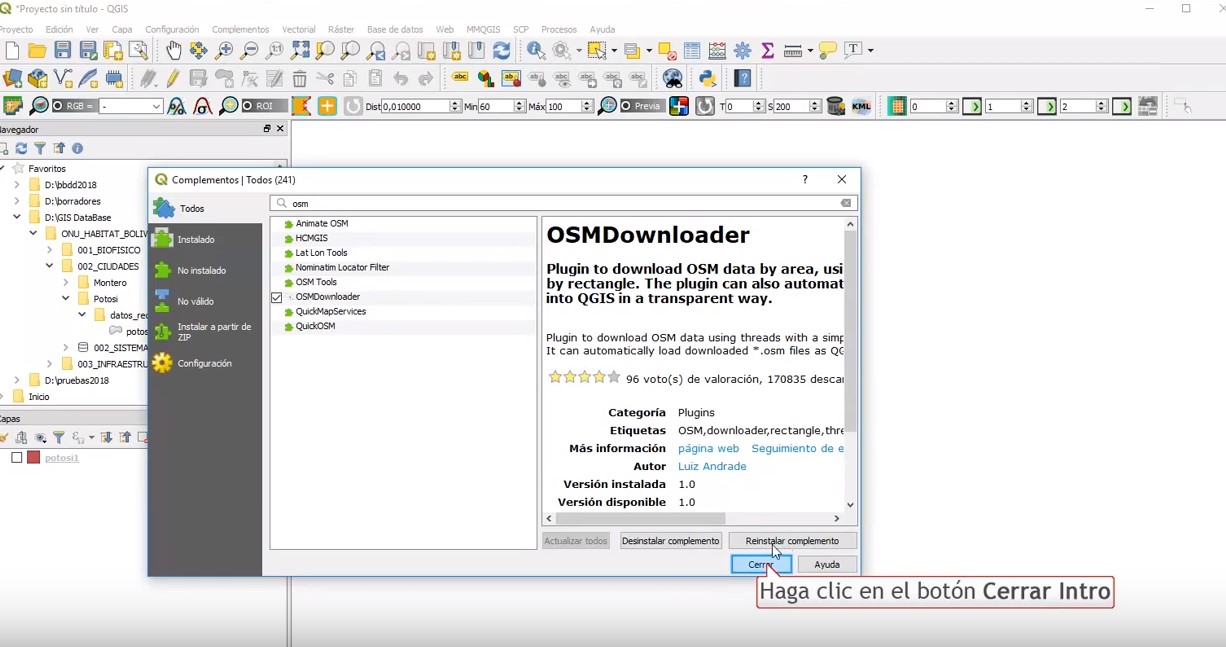 *Proyecto sin título - QGIS
Proyecto Edición Ver Capa Configuración Complementos Vectorial Ráster Base de datos Web MMQGIS SCP Procesos Ayuda
abc
RGB = - ROI Dist 0,010000 Min 60 Máx 100 Previa T 0 S 200 KML 0 1 2
Navegador
Favoritos
D:\bbdd2018
D:\borradores
D:\GIS DataBase
ONU_HABITAT_BOLIV
001_BIOFISICO
002_CIUDADES
Montero
Potosi
datos_rec
potos
002_SISTEMA
003_INFRAESTRU
D:\pruebas2018
Inicio
Capas
potosi1
Complementos | Todos (241)
Todos
Instalado
No instalado
No válido
Instalar a partir de
ZIP
Configuración
osm
Animate OSM
HCMGIS
Lat Lon Tools
Nominatim Locator Filter
OSM Tools
OSMDownloader
QuickMapServices
QuickOSM
OSMDownloader
Plugin to download OSM data by area, usi
by rectangle. The plugin can also automat
into QGIS in a transparent way.
Plugin to download OSM data using threads with a simp
It can automatically load downloaded *.osm files as QG
96 voto(s) de valoración, 170835 descar
Categoría Plugins
Etiquetas OSM,downloader,rectangle,thre
Más información página web Seguimiento de e
Autor Luiz Andrade
Versión instalada 1.0
Versión disponible 1.0
Actualizar todos Desinstalar complemento Reinstalar complemento
Cerrar Ayuda
Haga clic en el botón Cerrar Intro